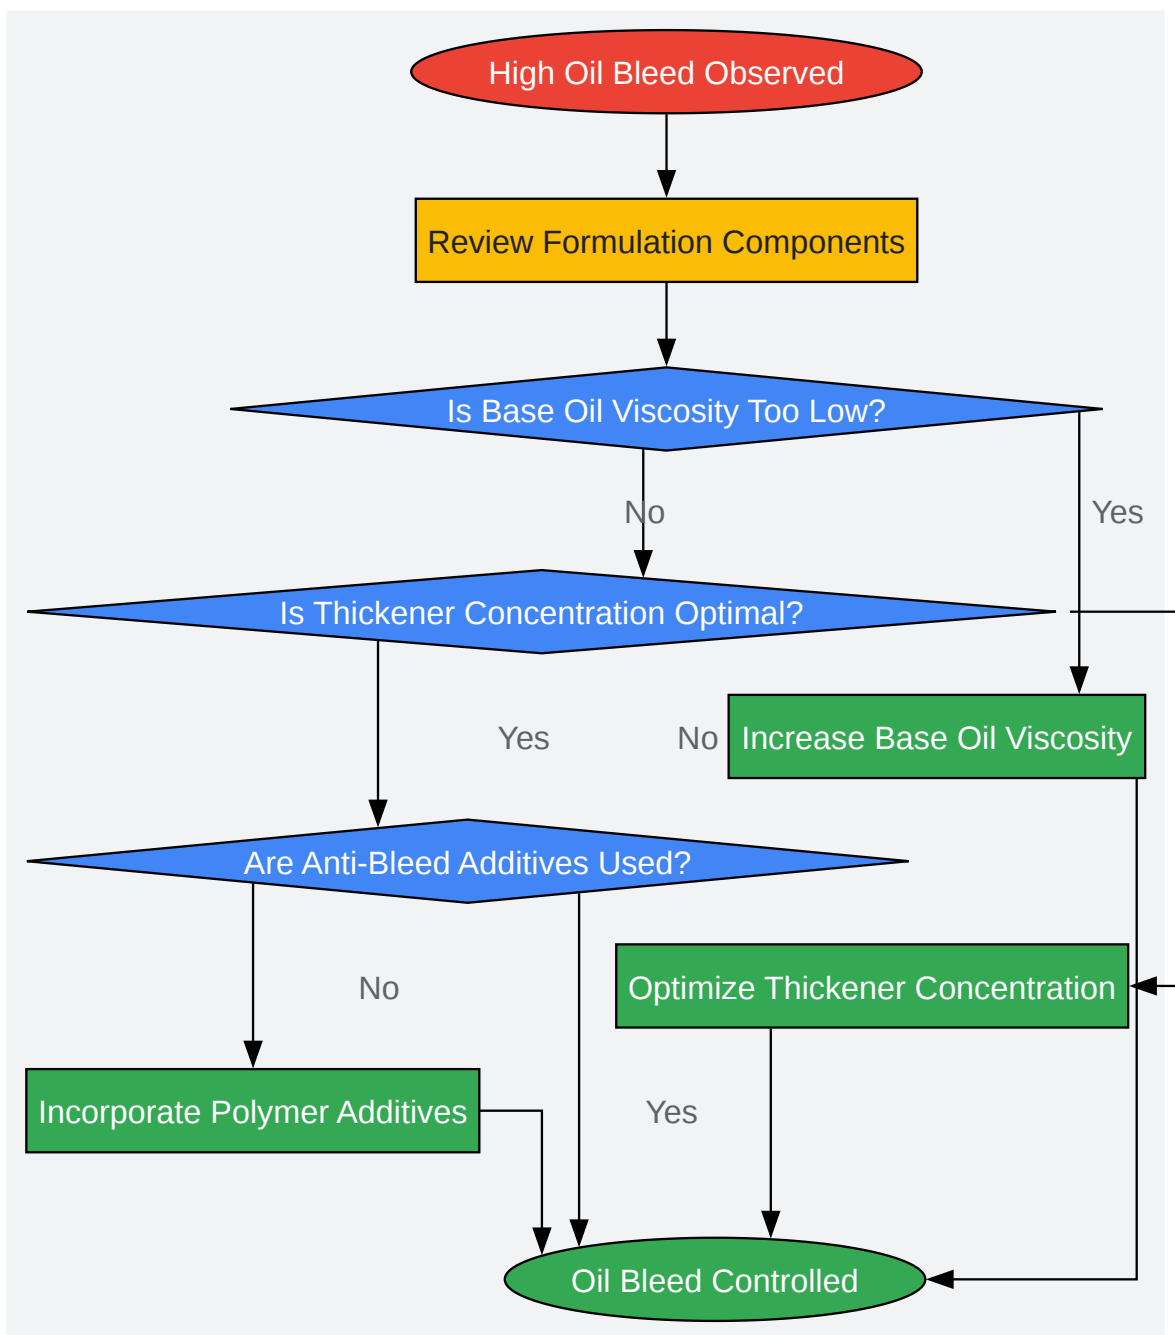 High Oil Bleed Observed
Review Formulation Components
Is Base Oil Viscosity Too Low?
No
Yes
Is Thickener Concentration Optimal?
Yes
No
Increase Base Oil Viscosity
Are Anti-Bleed Additives Used?
No
Optimize Thickener Concentration
Incorporate Polymer Additives
Yes
Oil Bleed Controlled